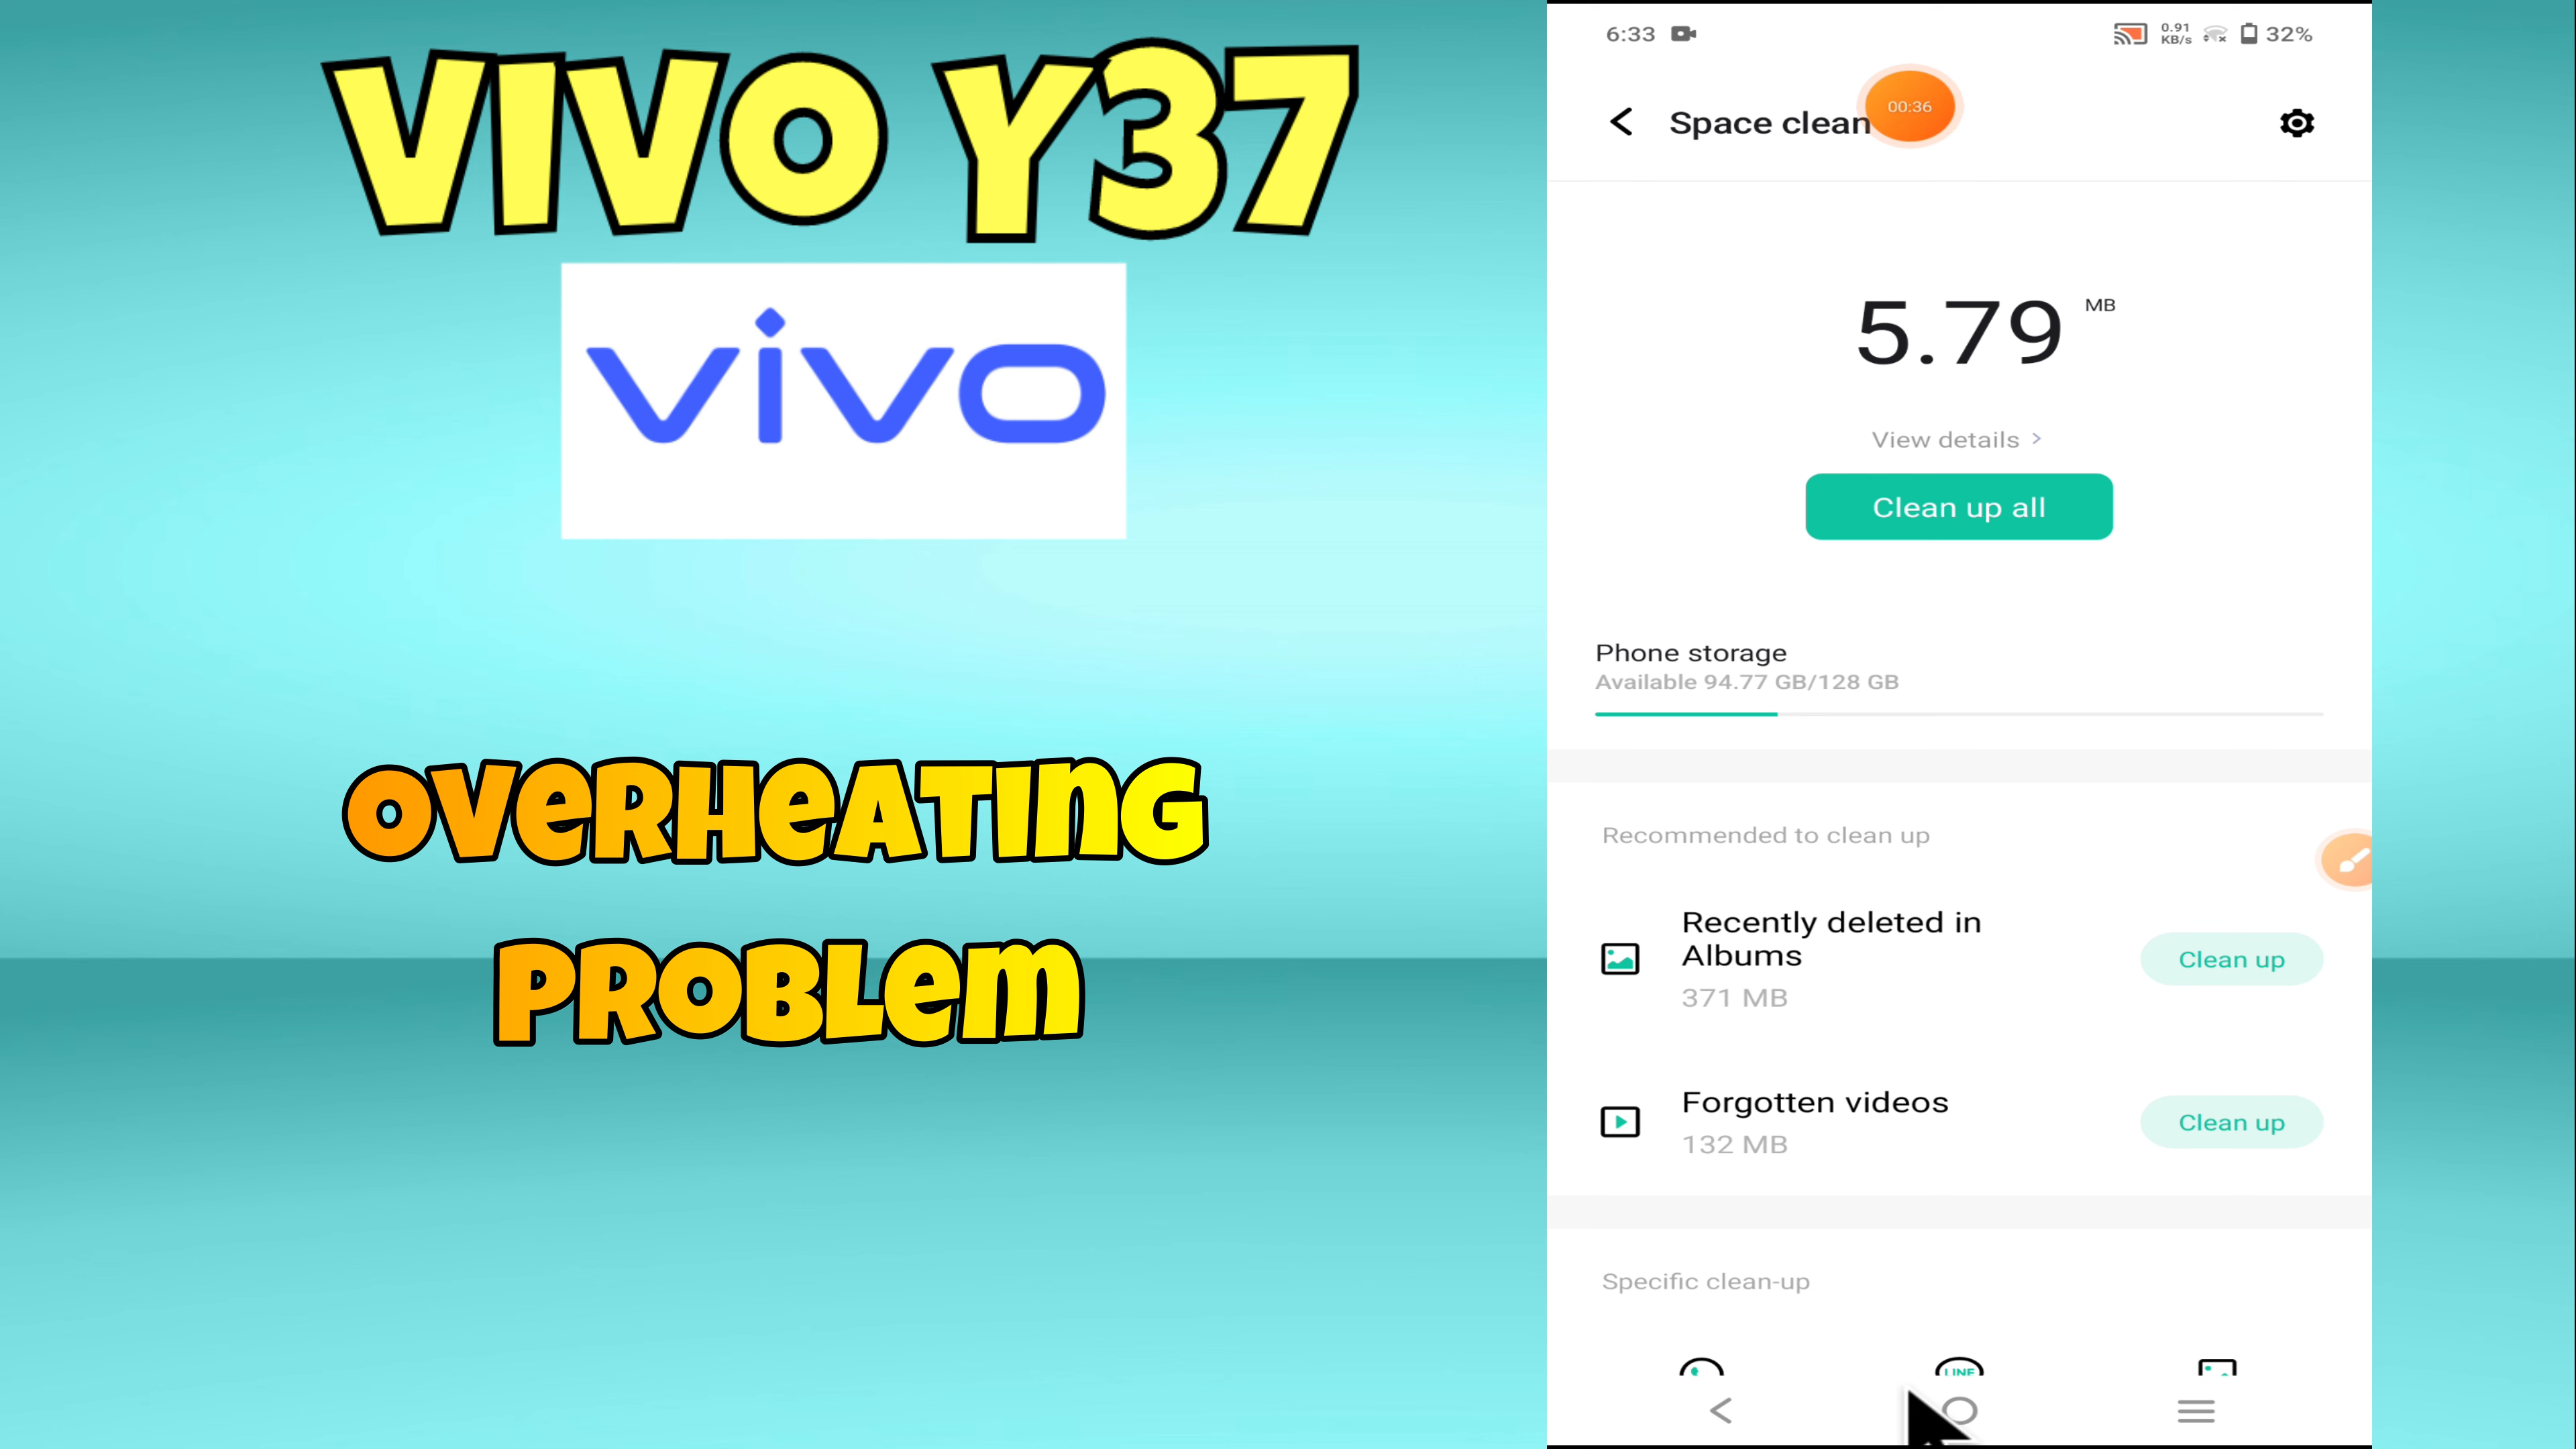 VIVO Y37
vivo
OVERHEATING
PROBLEM
6:33
0.91
KB/s
32%
Space clean
00:36
5.79 MB
View details >
Clean up all
Phone storage
Available 94.77 GB/128 GB
Recommended to clean up
Recently deleted in
Albums
371 MB
Clean up
Forgotten videos
132 MB
Clean up
Specific clean-up
LINE